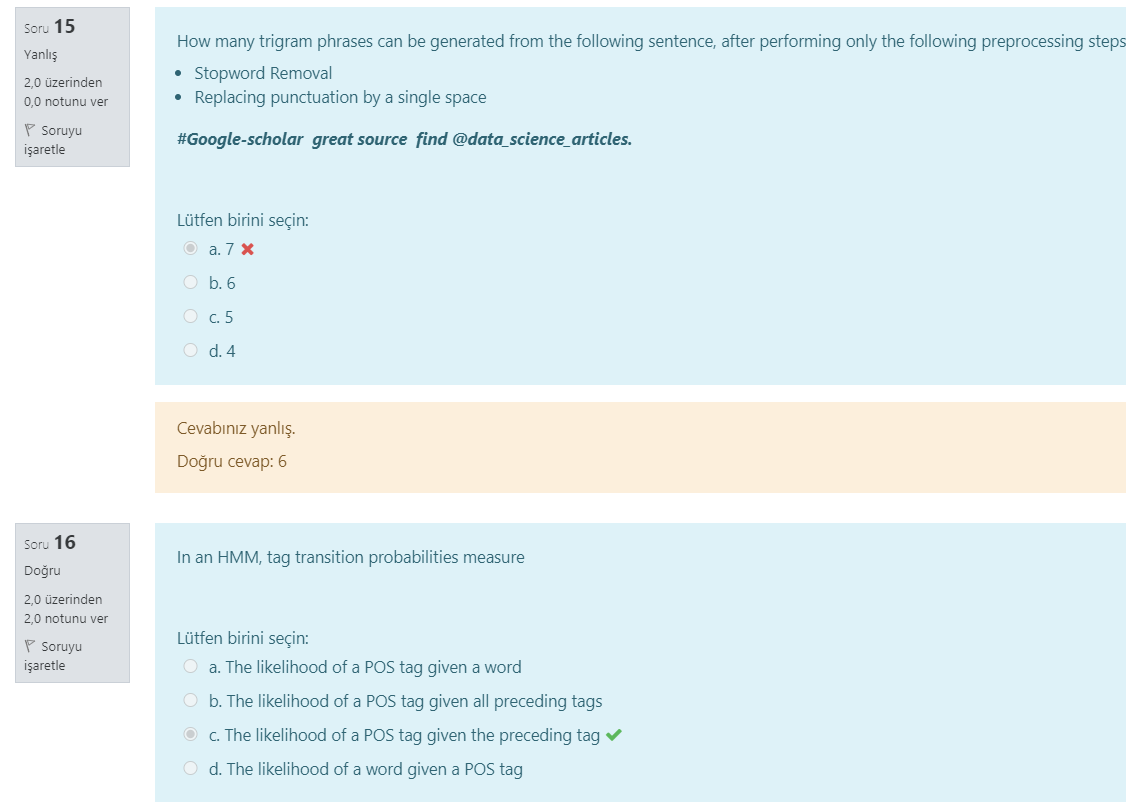 Soru 15
Yanlış
2,0 üzerinden
0,0 notunu ver
Soruyu
işaretle
How many trigram phrases can be generated from the following sentence, after performing only the following preprocessing steps
• Stopword Removal
• Replacing punctuation by a single space
#Google-scholar great source find @data_science_articles.
Lütfen birini seçin:
a. 7
b. 6
c. 5
d. 4
Cevabınız yanlış.
Doğru cevap: 6
Soru 16
Doğru
2,0 üzerinden
2,0 notunu ver
Soruyu
işaretle
In an HMM, tag transition probabilities measure
Lütfen birini seçin:
a. The likelihood of a POS tag given a word
b. The likelihood of a POS tag given all preceding tags
c. The likelihood of a POS tag given the preceding tag
d. The likelihood of a word given a POS tag